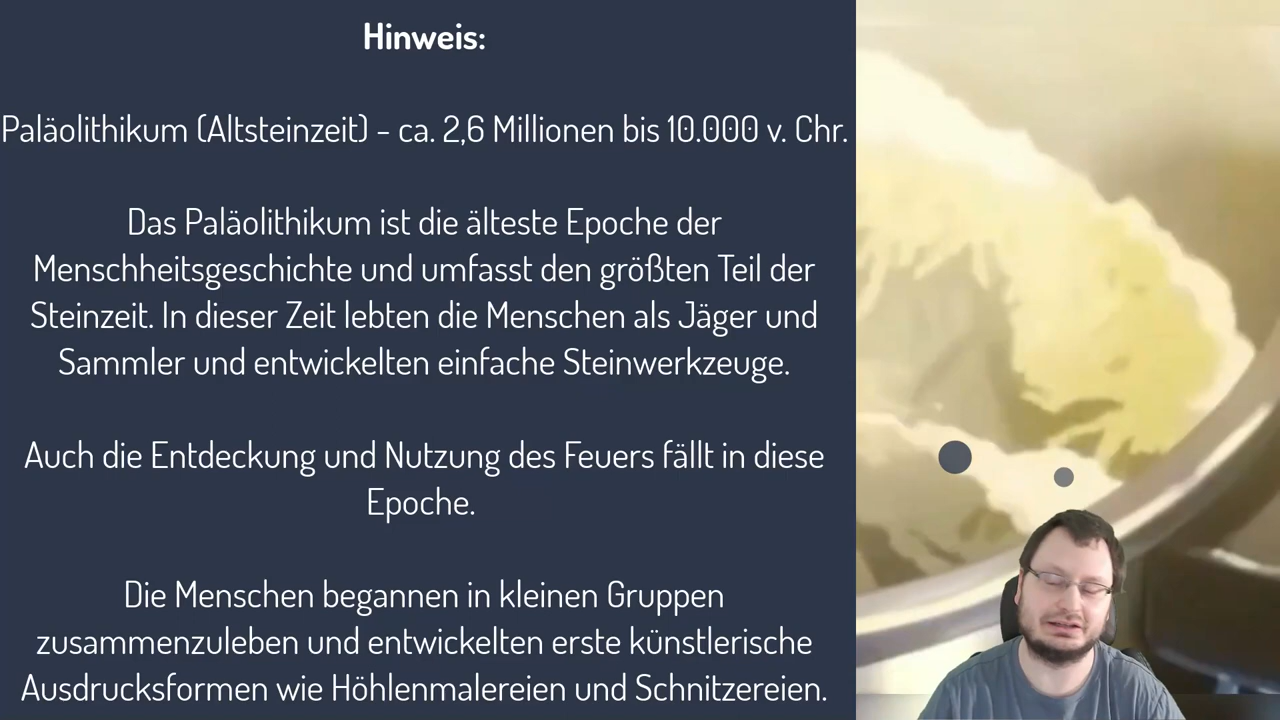 Hinweis:
Paläolithikum (Altsteinzeit) - ca. 2,6 Millionen bis 10.000 v. Chr.
Das Paläolithikum ist die älteste Epoche der
Menschheitsgeschichte und umfasst den größten Teil der
Steinzeit. In dieser Zeit lebten die Menschen als Jäger und
Sammler und entwickelten einfache Steinwerkzeuge.
Auch die Entdeckung und Nutzung des Feuers fällt in diese
Epoche.
Die Menschen begannen in kleinen Gruppen
zusammenzuleben und entwickelten erste künstlerische
Ausdrucksformen wie Höhlenmalereien und Schnitzereien.